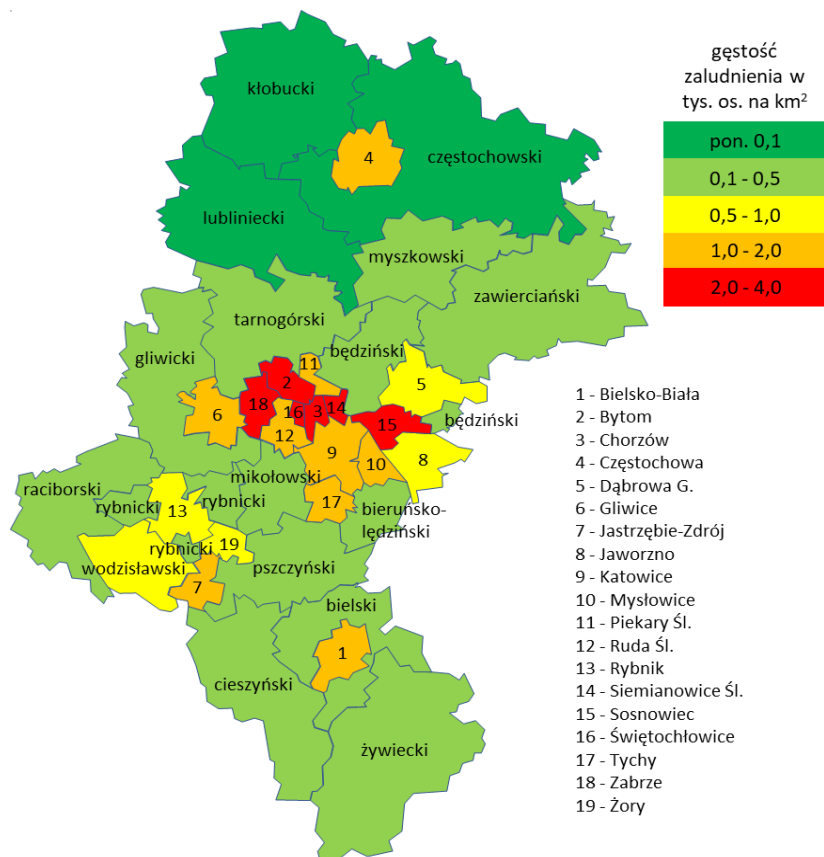 kłobucki
4
częstochowski
lubliniecki
myszkowski
zawierciański
tarnogórski
będziński
gliwicki
11
2
5
18
16
3
14
6
15
będziński
12
9
8
10
mikołowski
raciborski
rybnicki
13
rybnicki
17
bieruńsko-
lędziński
rybnicki
19
wodzisławski
pszczyński
7
bielski
1
cieszyński
żywiecki
gęstość
zaludnienia w
tys. os. na km²
pon. 0,1
0,1 - 0,5
0,5 - 1,0
1,0 - 2,0
2,0 - 4,0
1 - Bielsko-Biała
2 - Bytom
3 - Chorzów
4 - Częstochowa
5 - Dąbrowa G.
6 - Gliwice
7 - Jastrzębie-Zdrój
8 - Jaworzno
9 - Katowice
10 - Mysłowice
11 - Piekary Śl.
12 - Ruda Śl.
13 - Rybnik
14 - Siemianowice Śl.
15 - Sosnowiec
16 - Świętochłowice
17 - Tychy
18 - Zabrze
19 - Żory